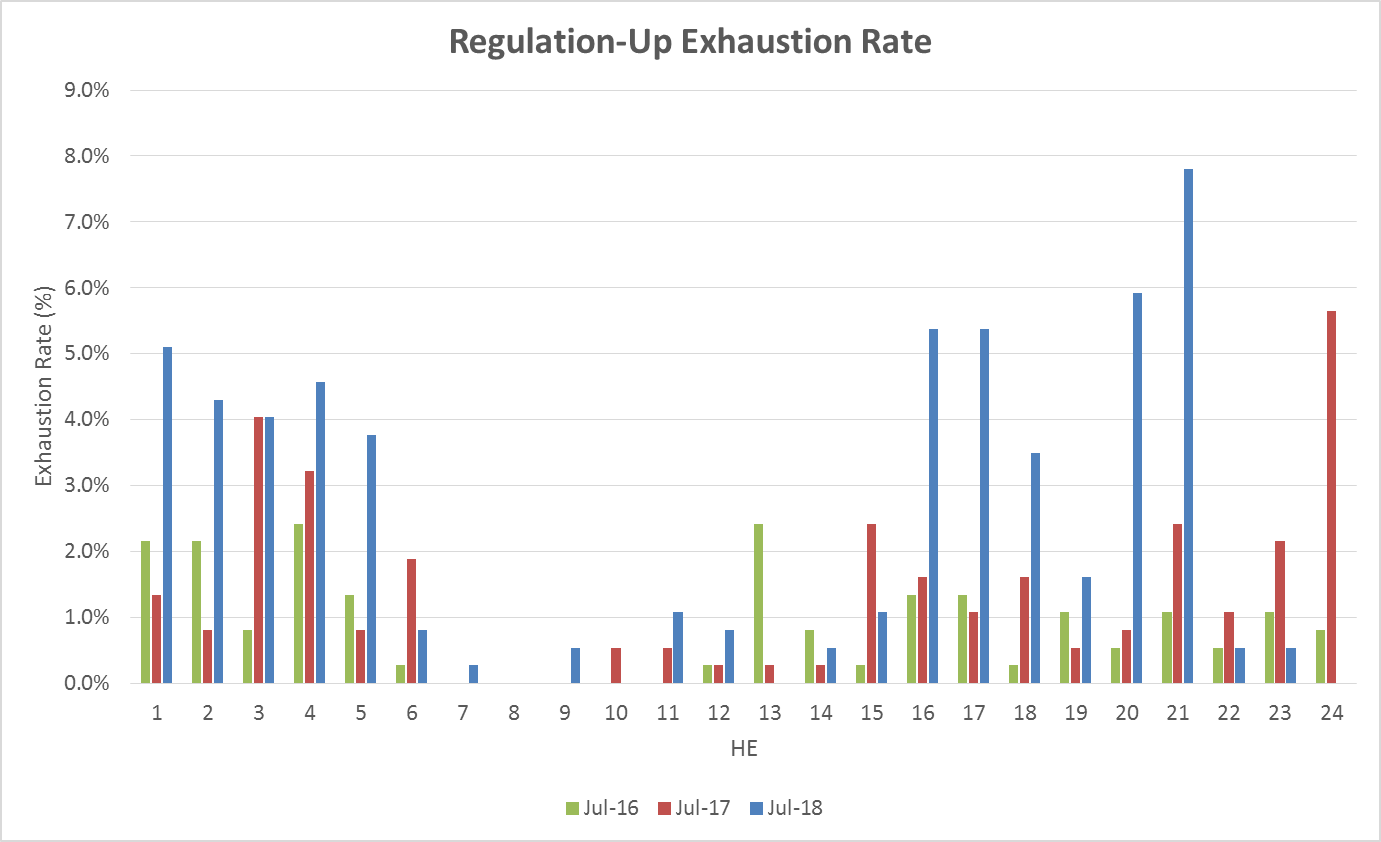 Regulation-Up Exhaustion Rate
9.0%
8.0%
7.0%
6.0%
5.0%
4.0%
3.0%
2.0%
1.0%
0.0%
Exhaustion Rate (%)
1 2 3 4 5 6 7 8 9 10 11 12 13 14 15 16 17 18 19 20 21 22 23 24
HE
Jul-16 Jul-17 Jul-18